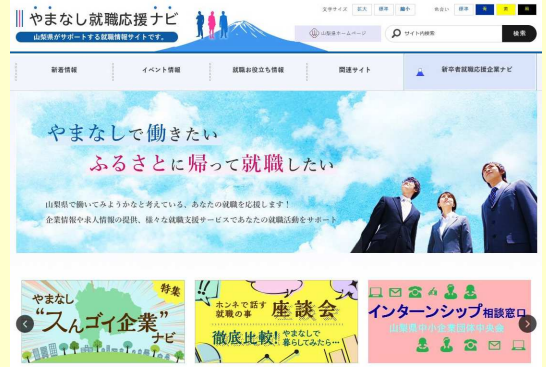 やまなし就職応援ナビ
山梨県がサポートする就職情報サイトです。
文字サイズ 拡大 標準 縮小
色合い 標準 青 黄 黒
山梨県ホームページ
サイト内検索
検索
新着情報
イベント情報
就職お役立ち情報
関連サイト
新卒者就職応援企業ナビ
やまなしで働きたい
ふるさとに帰って就職したい
山梨県で働いてみようかなと考えている、あなたの就職を応援します！
企業情報や求人情報の提供、様々な就職支援サービスであなたの就職活動をサポート
特集
やまなし
“スんゴイ企業”
ナビ
ホンネで話す
就職の事
座談会
徹底比較!
やまなしで
暮らしてみたら…
インターンシップ相談窓口
山梨県中小企業団体中央会